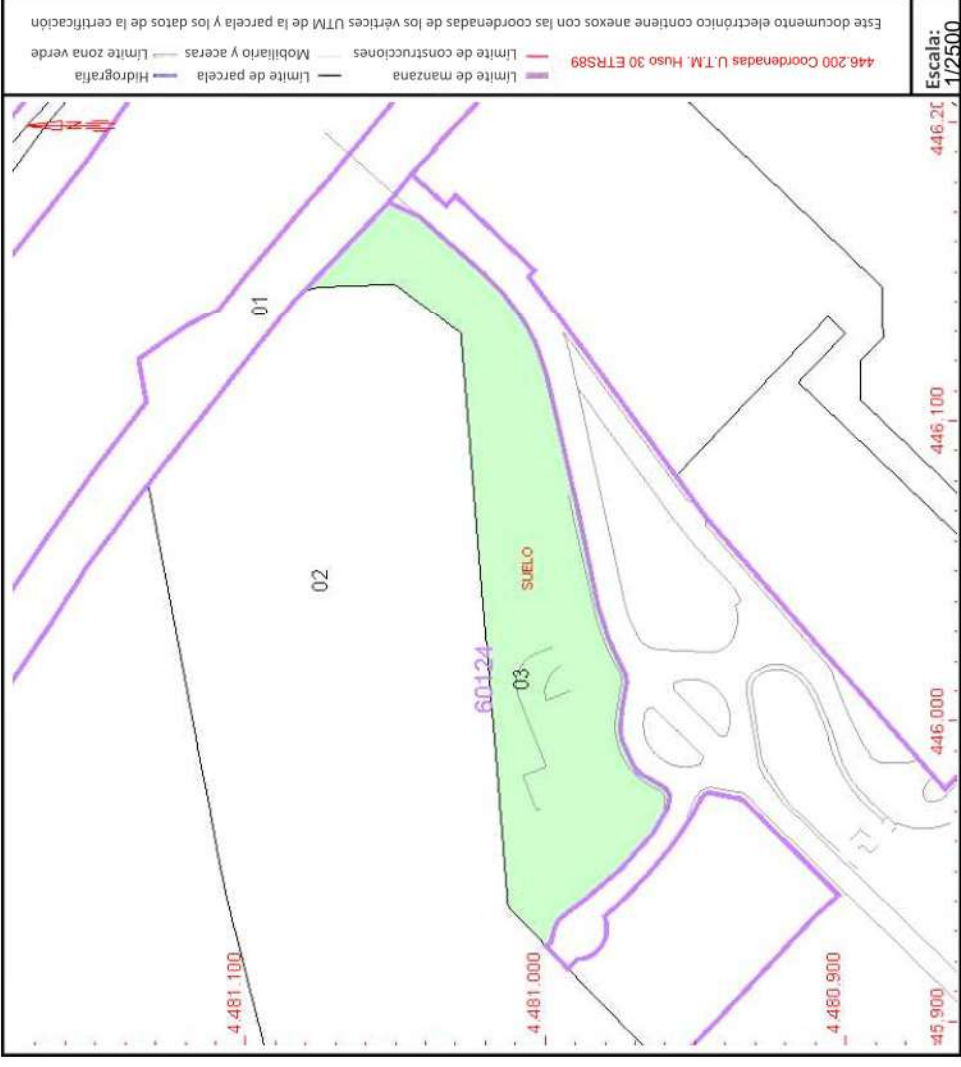 Este documento electrónico contiene anexos con las coordenadas de los vértices UTM de la parcela y los datos de la certificación
446.200 Coordenadas U.T.M. Huso 30 ETRS89
Límite de manzana
Límite de construcciones
Límite de parcela
Mobiliario y aceras
Hidrografía
Límite zona verde
Escala:
1/2500
01
02
03
60124
SUELO
4.481.100
4.481.000
4.480.900
45.900
446.000
446.100
446.20